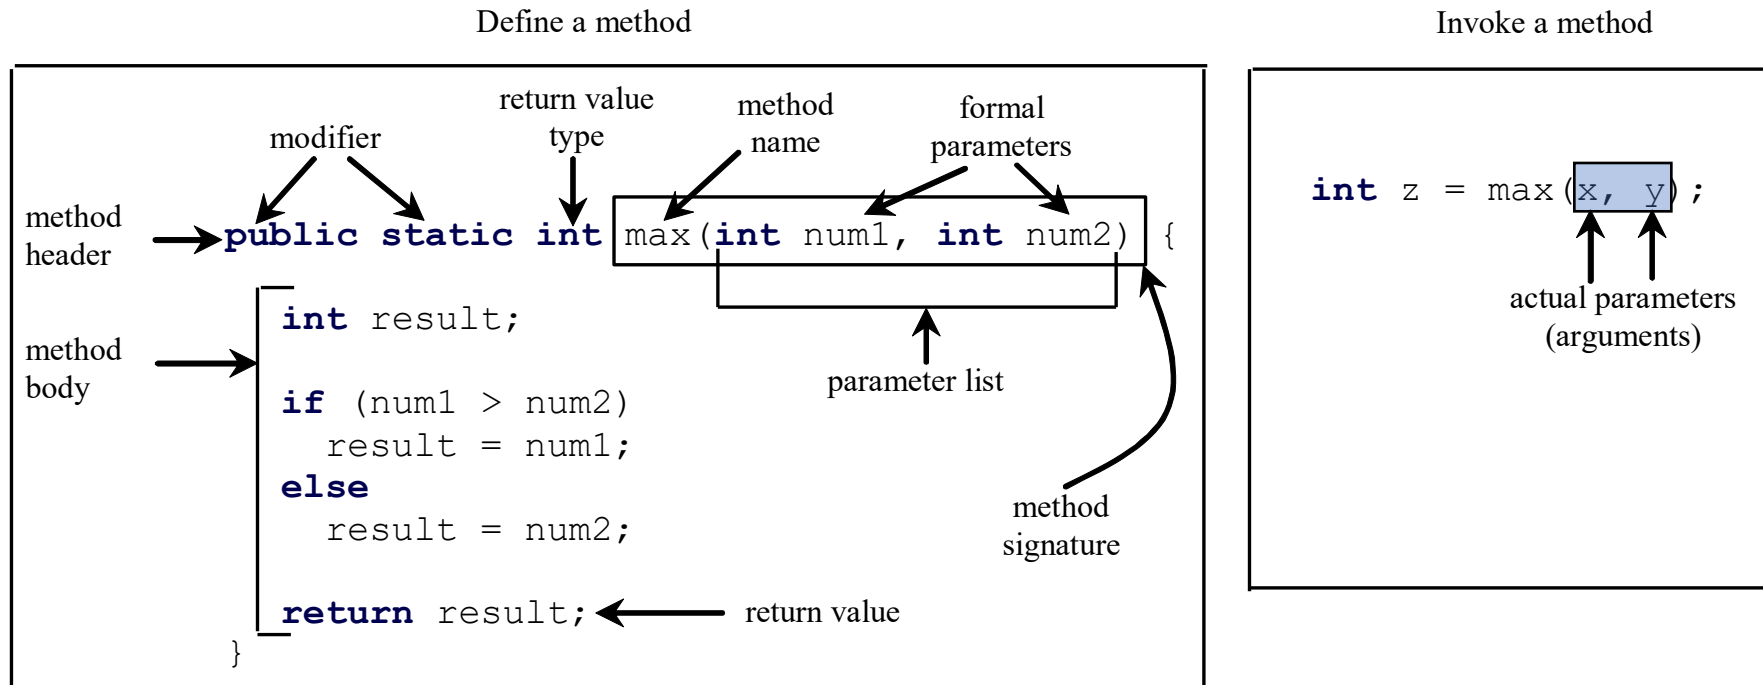 Define a method
Invoke a method
return value
type
method
name
formal
parameters
modifier
method
header
public static int max(int num1, int num2) {
int z = max(x, y);
actual parameters
(arguments)
int result;
method
body
parameter list
if (num1 > num2)
result = num1;
else
result = num2;
method
signature
return result;
return value
}